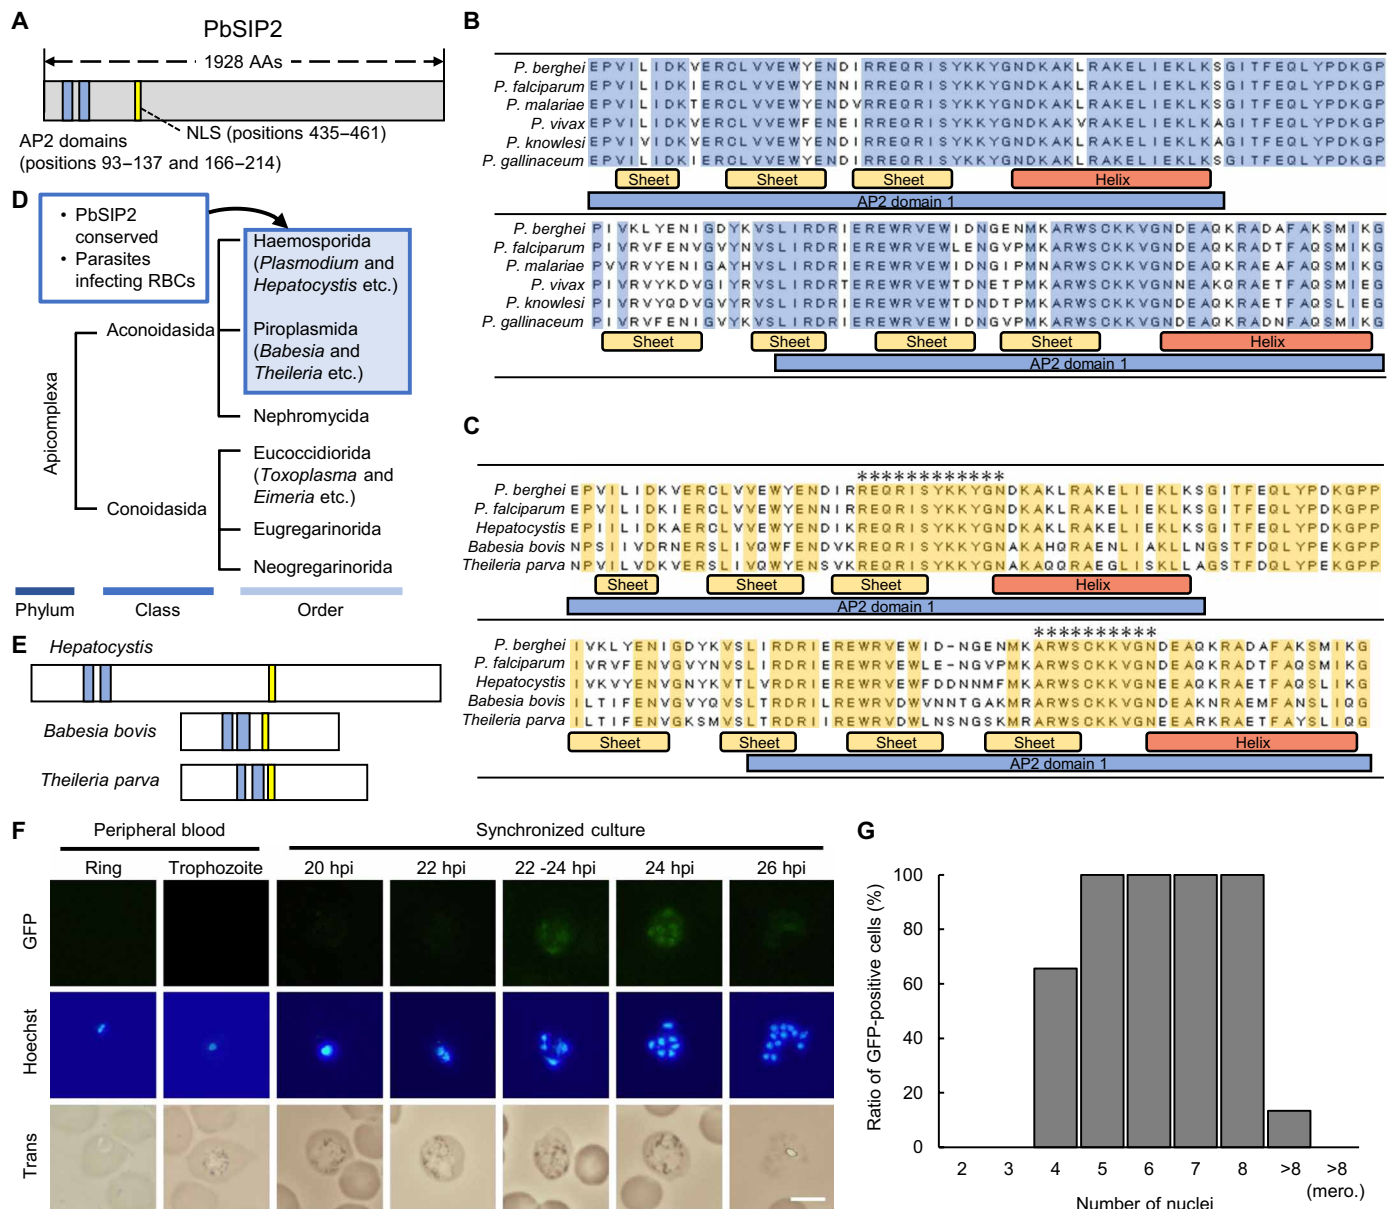 A
PbSIP2
1928 AAs
NLS (positions 435–461)
AP2 domains
(positions 93–137 and 166–214)
B
P. berghei EPVILIDKVERCLVVEWYENDIRREQRISYKKYGNDKAKLRAKELIEKLKSGITFEQLYPDKGP
P. falciparum EPVILIDKIERCLVVEWYENNIRREQRISYKKYGNDKAKLRAKELIEKLKSGITFEQLYPDKGP
P. malariae EPVILIDKTERCLVVEWYENDVRREQRISYKKYGNDKAKLRAKELIEKLKSGITFEQLYPDKGP
P. vivax EPVILIDKVERCLVVEWFENEIRREQRISYKKYGNDKAKVRAKELIEKLKAGITFEQLYPDKGP
P. knowlesi EPVIVIDKIERCLVVEWYENDIRREQRISYKKYGNDKAKLRAKELIEKLKAGITFEQLYPDKGP
P. gallinaceum EPVILIDKIERCLVVEWYENDIRREQRISYKKYGNDKAKLRAKELIEKLKSGITFEQLYPDKGP
Sheet Sheet Sheet Helix
AP2 domain 1
P. berghei PIVKLYENIGDYKVSLIRDRIEREWRVEWIDNGENMKARWSCKKVGNDEAQKRADAFAKSMIKG
P. falciparum PIVRVFENVGVYNVSLIRDRIEREWRVEWLENGVPMKARWSCKKVGNDEAQKRADTFAQSMIKG
P. malariae PVVRVYENIGAYHVSLIRDRIEREWRVEWIDNGIPMNARWSCKKVGNDEAQKRAEAFAQSMIKG
P. vivax PIVRVYKDVGIYRVSLIRDRTEREWRVEWTDNETPMKARWSCKKVGNNEAKQRAETFAQSMIEG
P. knowlesi PIVRVYQDVGVYRVSLIRDRIEREWRVEWTDNDTPMKARWSCKKVGNDEAQKRAETFAQSLIEG
P. gallinaceum PIVRVFENIGVYKVSLIRDRIEREWRVEWIDNGVPMKARWSCKKVGNDEAQKRADNFAQSMIKG
Sheet Sheet Sheet Sheet Helix
AP2 domain 1
C
************
P. berghei EPVILIDKVERCLVVEWYENDIRREQRISYKKYGNDKAKLRAKELIEKLKSGITFEQLYPDKGPP
P. falciparum EPVILIDKIERCLVVEWYENNIRREQRISYKKYGNDKAKLRAKELIEKLKSGITFEQLYPDKGPP
Hepatocystis EPIILIDKAERCLVVEWYENDIKREQRISYKKYGNDKAKLRAKELIEKLKSGITFEQLYPDKGPP
Babesia bovis NPSIIVDRNERSLIVQWFENDVKREQRISYKKYGNAKAHQRAENLIAKLLNGSTFDQLYPEKGPP
Theileria parva NPVILVDKVERSLIVEWYENSVKREQRISYKKYGNAKAQQRAEGLISKLLAGSTFDQLYPEKGPP
Sheet Sheet Sheet Helix
AP2 domain 1
**********
P. berghei IVKLYENIGDYKVSLIRDRIEREWRVEWID-NGENMKARWSCKKVGNDEAQKRADAFAKSMIKG
P. falciparum IVRVFENVGVYNVSLIRDRIEREWRVEWLE-NGVPMKARWSCKKVGNDEAQKRADTFAQSMIKG
Hepatocystis IVKVYENVGNYKVTLVRDRIEREWRVEWFDDNNMFMKARWSCKKVGNDEAQKRAETFAQSLIKG
Babesia bovis ILTIFENVGVYQVSLTRDRIEREWRVDWVNNTGAKMRARWSCKKVGNDEAKNRAEMFANSLIQG
Theileria parva ILTIFENVGKSMVSLTRDRILREWRVDWLNSNGSKMRARWSCKKVGNEEARKRAETFAYSLIQG
Sheet Sheet Sheet Sheet Helix
AP2 domain 1
D
• PbSIP2
conserved
• Parasites
infecting RBCs
Apicomplexa
Aconoidasida
Haemosporida
(Plasmodium and
Hepatocystis etc.)
Piroplasmida
(Babesia and
Theileria etc.)
Nephromycida
Conoidasida
Eucoccidiorida
(Toxoplasma and
Eimeria etc.)
Eugregarinorida
Neogregarinorida
Phylum Class Order
E
Hepatocystis
Babesia bovis
Theileria parva
F
Peripheral blood Synchronized culture
Ring Trophozoite 20 hpi 22 hpi 22 -24 hpi 24 hpi 26 hpi
GFP
Hoechst
Trans
G
Ratio of GFP-positive cells (%)
100
80
60
40
20
0
2 3 4 5 6 7 8 >8 >8
(mero.)
Number of nuclei